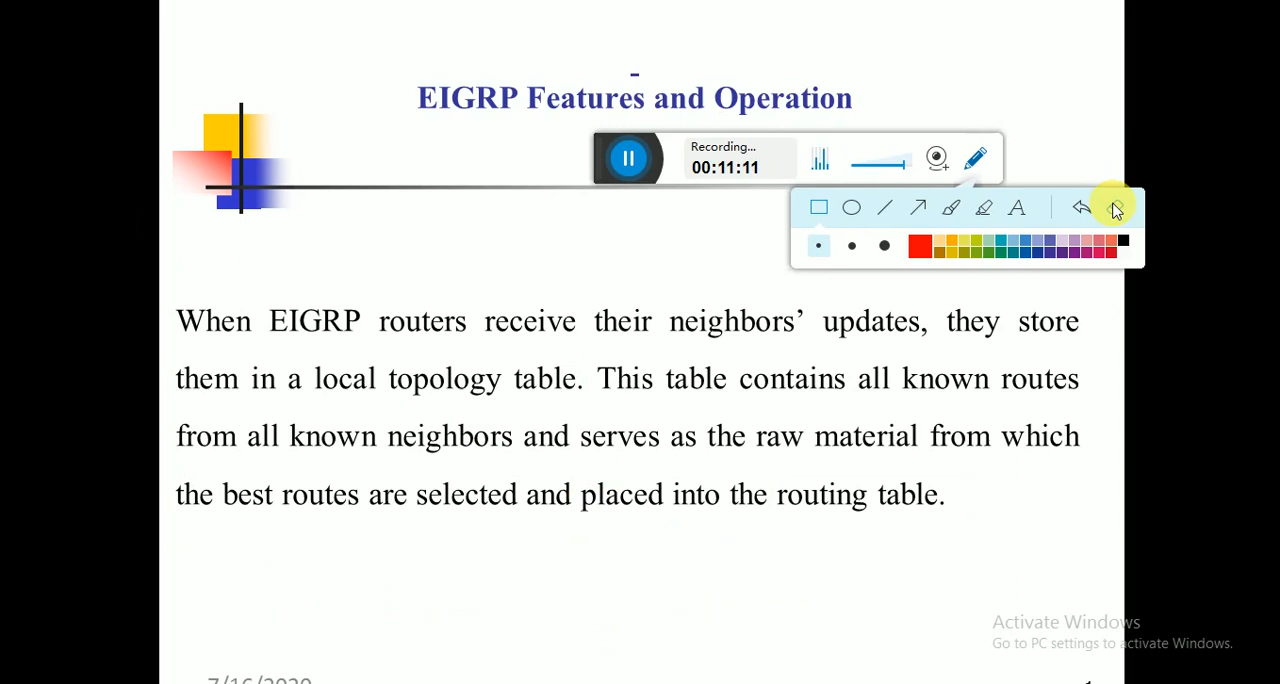 EIGRP Features and Operation
Recording...
00:11:11
A
When EIGRP routers receive their neighbors’ updates, they store
them in a local topology table. This table contains all known routes
from all known neighbors and serves as the raw material from which
the best routes are selected and placed into the routing table.
Activate Windows
Go to PC settings to activate Windows.
7/16/2020